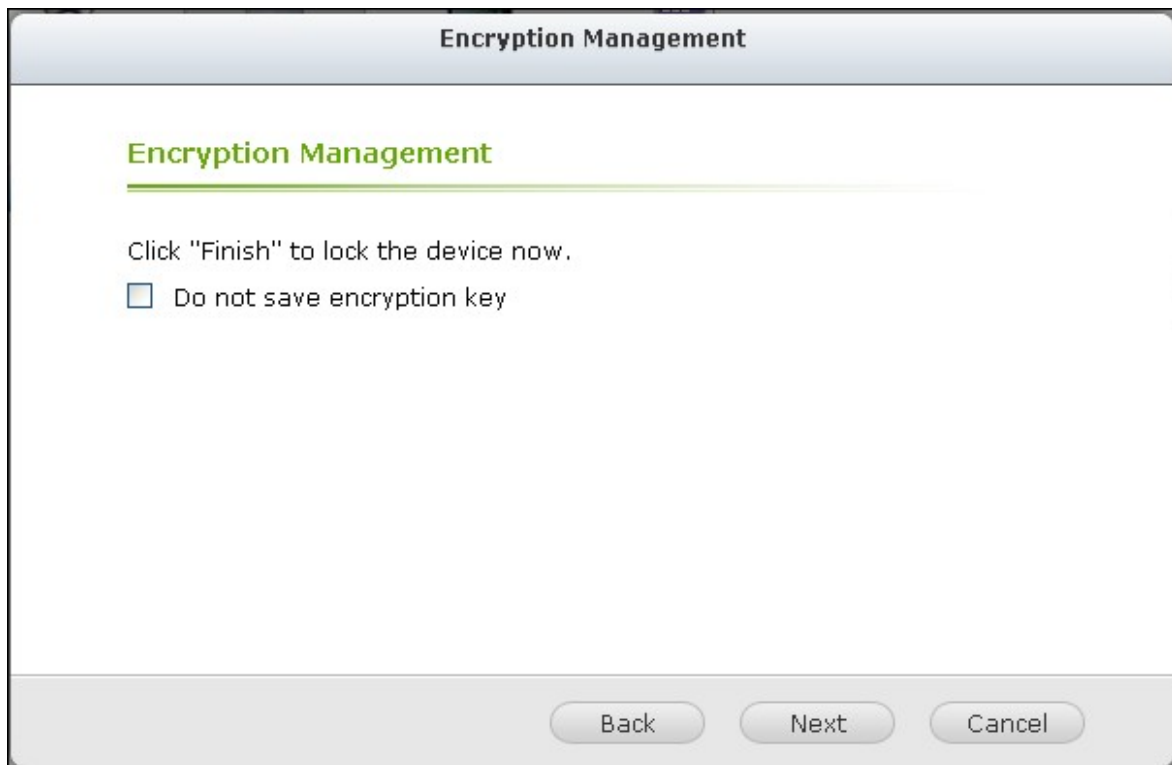 Encryption Management
Encryption Management
Click "Finish" to lock the device now.
Do not save encryption key
Back Next Cancel